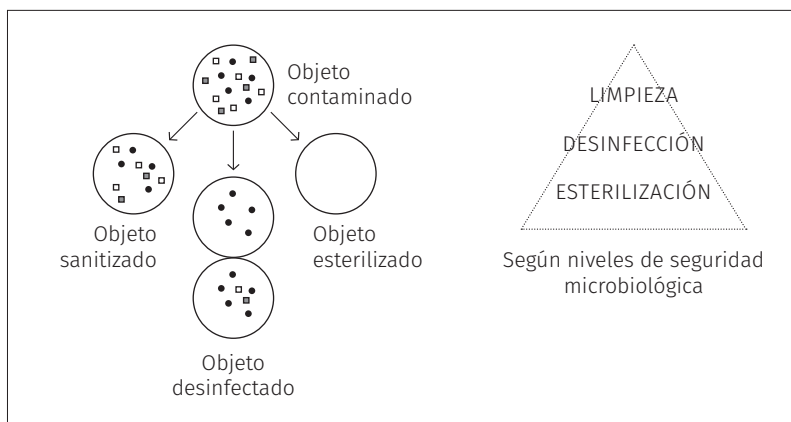 Objeto
contaminado
Objeto
sanitizado
Objeto
esterilizado
Objeto
desinfectado
LIMPIEZA
DESINFECCIÓN
ESTERILIZACIÓN
Según niveles de seguridad
microbiológica